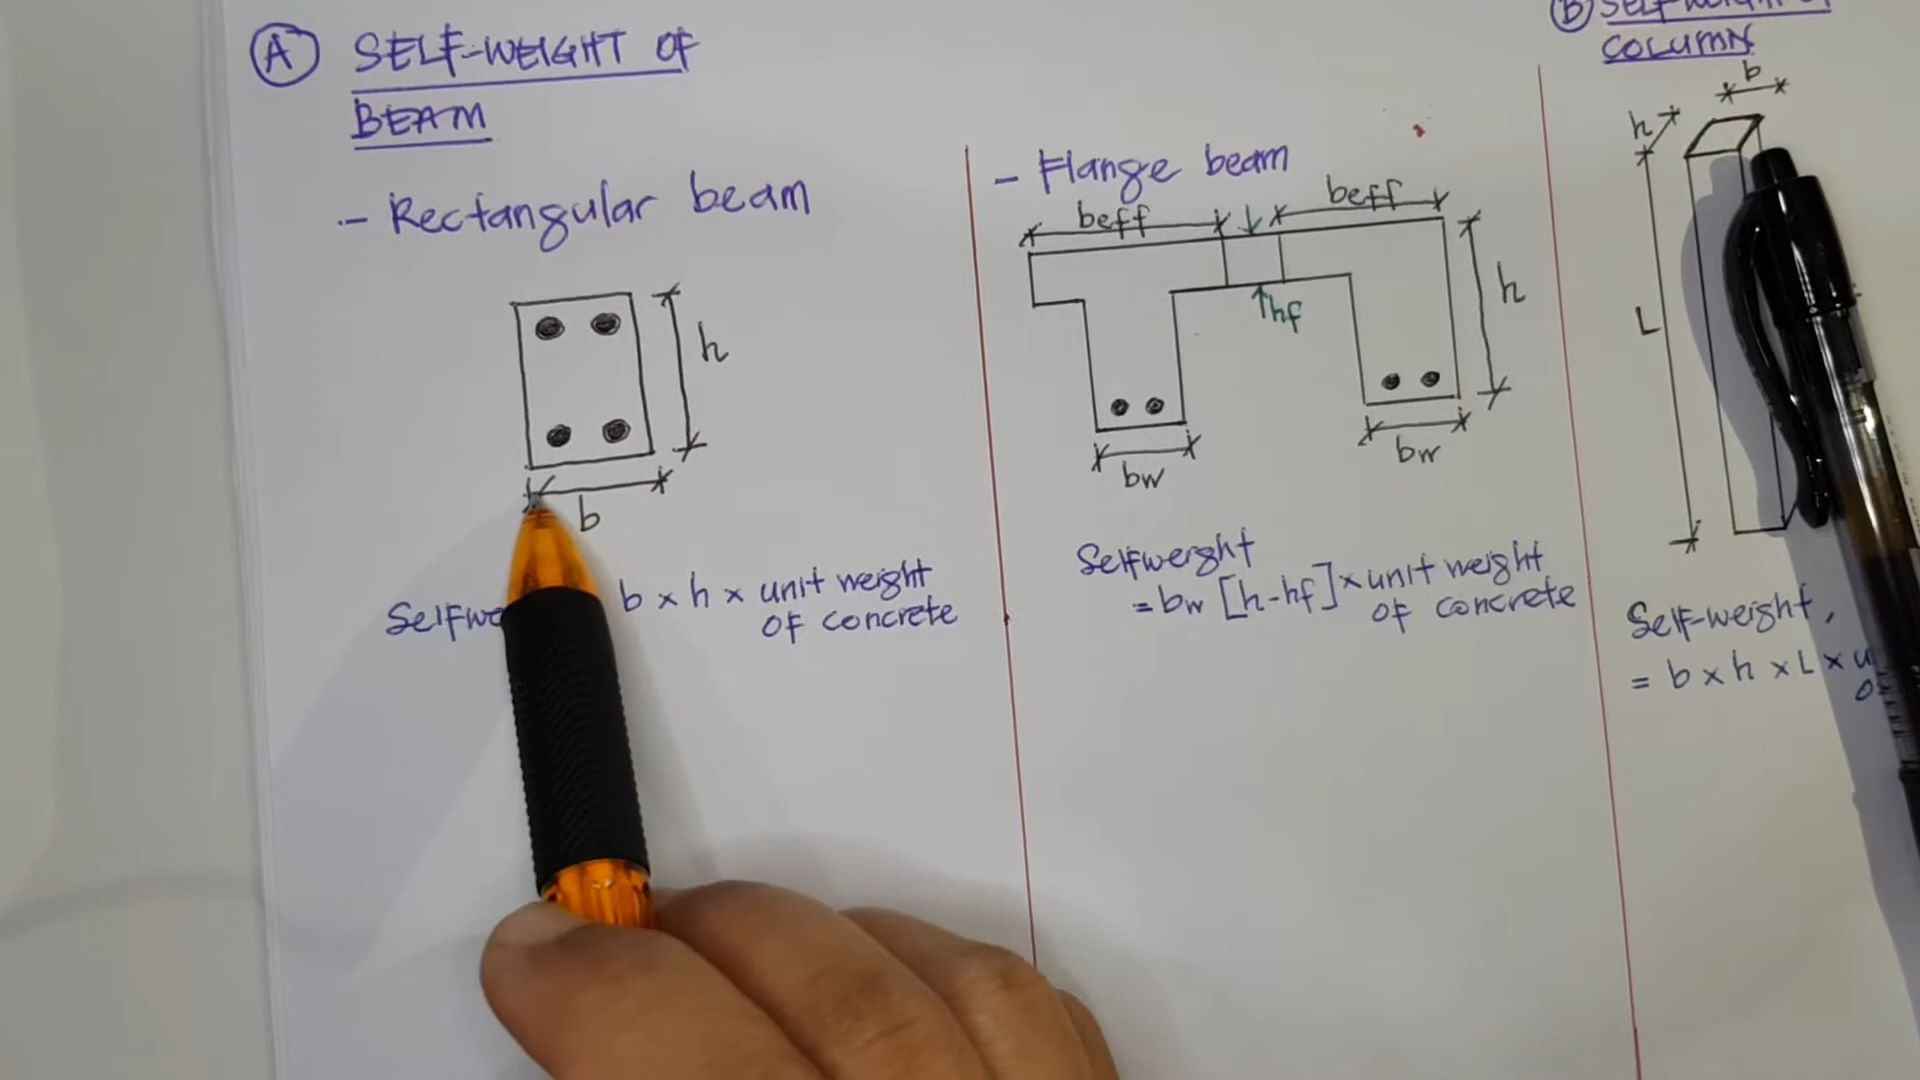 A SELF-WEIGHT OF
BEAM
- Rectangular beam
h
b
b x h x unit weight
of concrete
- Flange beam
beff
beff
h
hf
bw
bw
Selfweight
= bw [h-hf] x unit weight
of concrete
B
COLUMN
b
h
L
Self-weight,
= b x h x L x